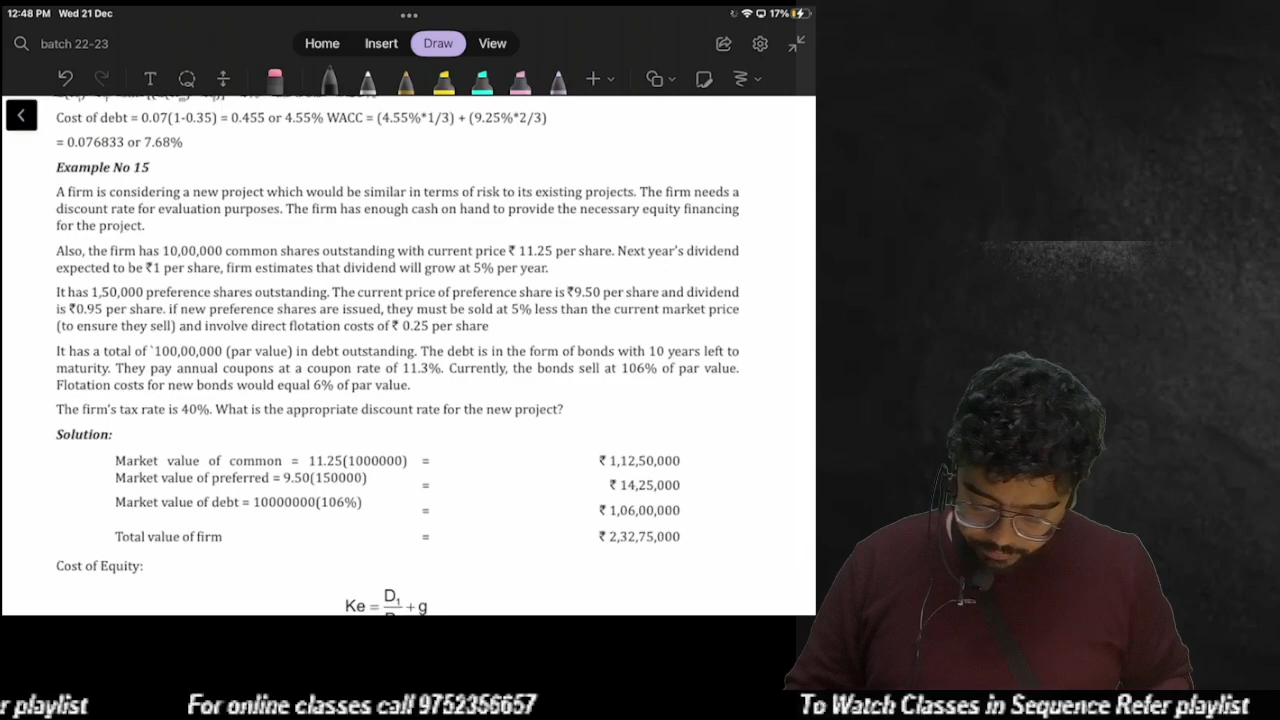 12:48 PM Wed 21 Dec
17%
batch 22-23
Home Insert Draw View
Cost of debt = 0.07(1-0.35) = 0.455 or 4.55% WACC = (4.55%*1/3) + (9.25%*2/3)
= 0.076833 or 7.68%
Example No 15
A firm is considering a new project which would be similar in terms of risk to its existing projects. The firm needs a
discount rate for evaluation purposes. The firm has enough cash on hand to provide the necessary equity financing
for the project.
Also, the firm has 10,00,000 common shares outstanding with current price ₹ 11.25 per share. Next year's dividend
expected to be ₹1 per share, firm estimates that dividend will grow at 5% per year.
It has 1,50,000 preference shares outstanding. The current price of preference share is ₹9.50 per share and dividend
is ₹0.95 per share. if new preference shares are issued, they must be sold at 5% less than the current market price
(to ensure they sell) and involve direct flotation costs of ₹ 0.25 per share
It has a total of `100,00,000 (par value) in debt outstanding. The debt is in the form of bonds with 10 years left to
maturity. They pay annual coupons at a coupon rate of 11.3%. Currently, the bonds sell at 106% of par value.
Flotation costs for new bonds would equal 6% of par value.
The firm's tax rate is 40%. What is the appropriate discount rate for the new project?
Solution:
Market value of common = 11.25(1000000) = ₹ 1,12,50,000
Market value of preferred = 9.50(150000) = ₹ 14,25,000
Market value of debt = 10000000(106%) = ₹ 1,06,00,000
Total value of firm = ₹ 2,32,75,000
Cost of Equity:
Ke = D1 + g
r playlist For online classes call 9752356657 To Watch Classes in Sequence Refer playlist